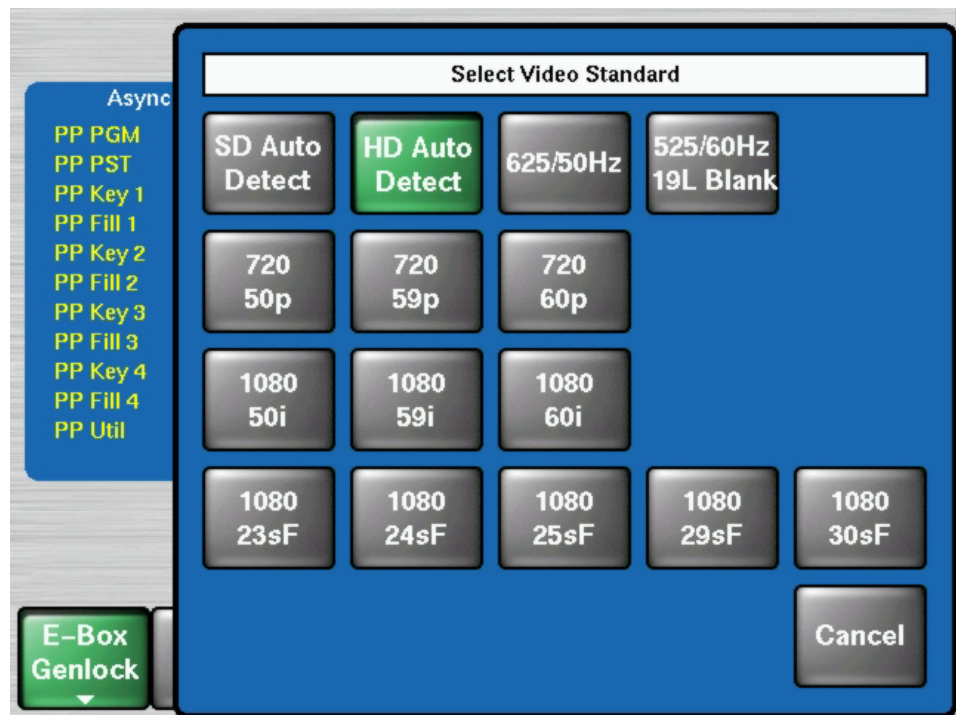 Select Video Standard
Async
PP PGM
PP PST
PP Key 1
PP Fill 1
PP Key 2
PP Fill 2
PP Key 3
PP Fill 3
PP Key 4
PP Fill 4
PP Util
SD Auto
Detect
HD Auto
Detect
625/50Hz
525/60Hz
19L Blank
720
50p
720
59p
720
60p
1080
50i
1080
59i
1080
60i
1080
23sF
1080
24sF
1080
25sF
1080
29sF
1080
30sF
E-Box
Genlock
Cancel